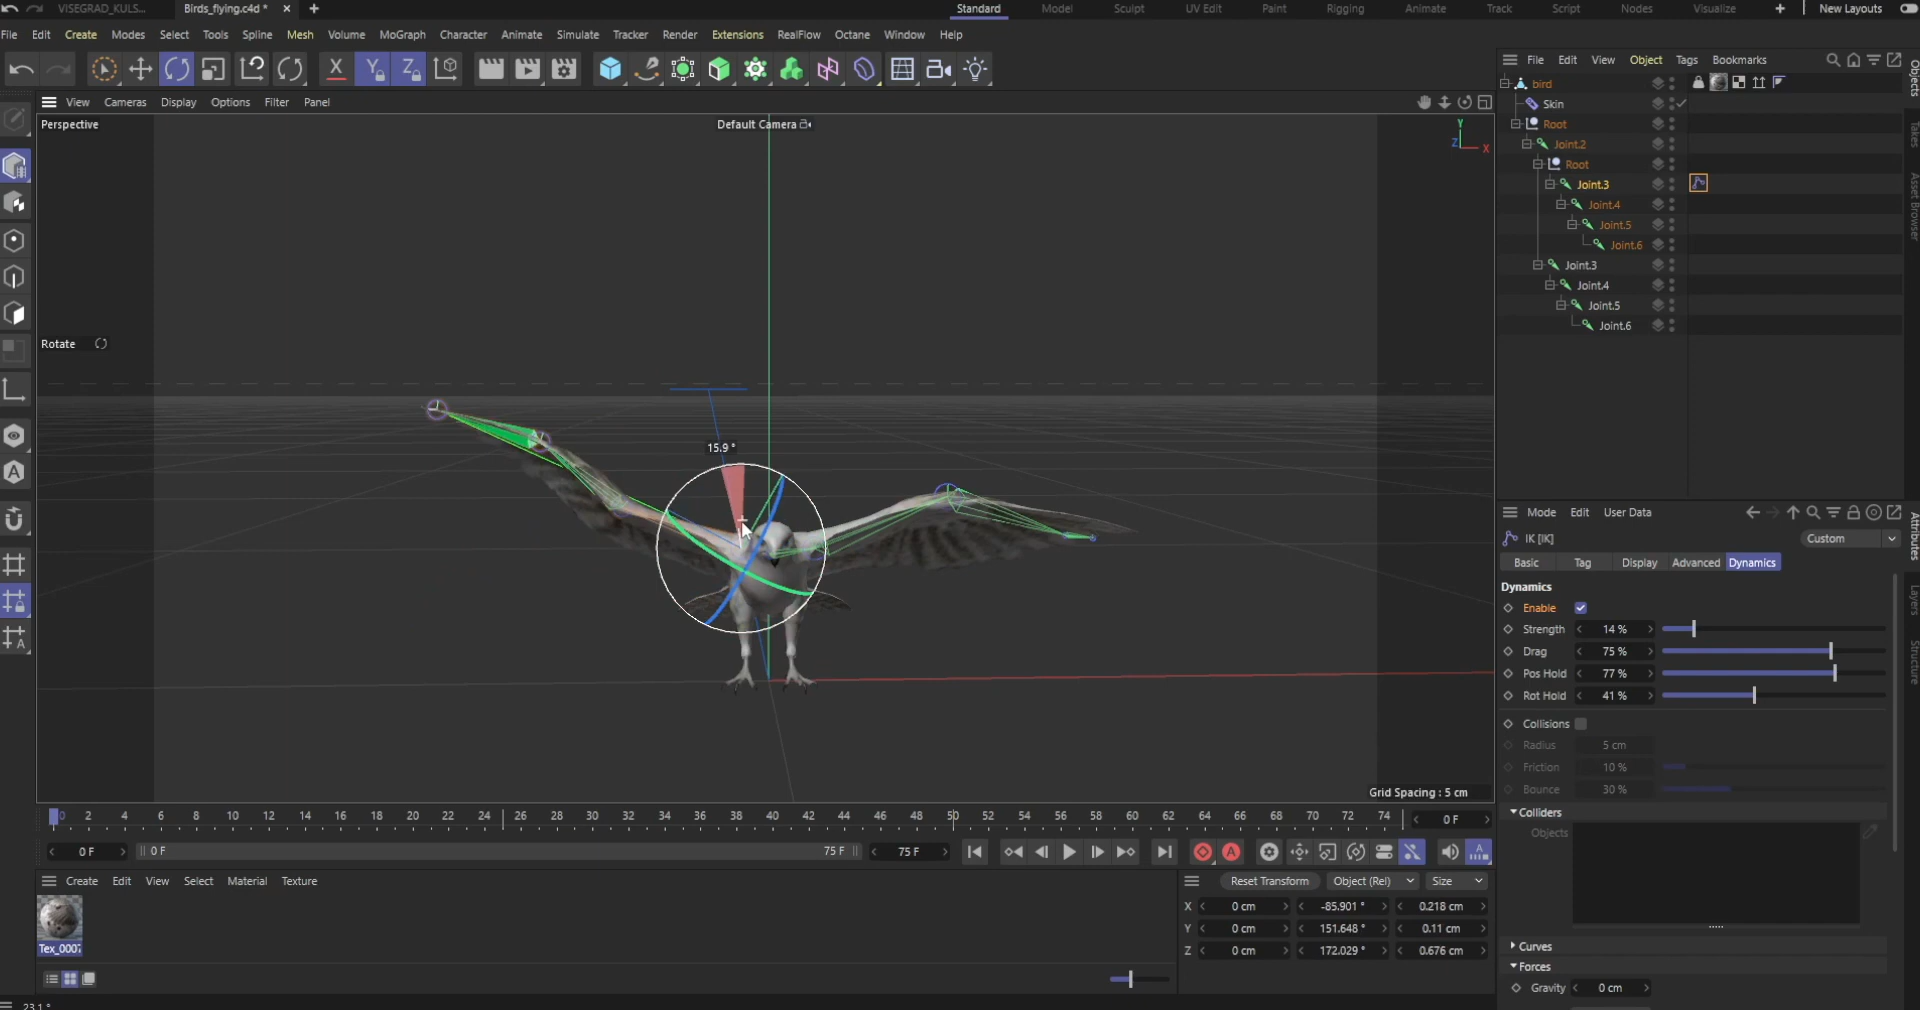 VISEGRAD_KULS... Birds_flying.c4d * × + Standard Model Sculpt UV Edit Paint Rigging Animate Track Script Nodes Visualize + New Layouts
File Edit Create Modes Select Tools Spline Mesh Volume MoGraph Character Animate Simulate Tracker Render Extensions RealFlow Octane Window Help
X Y Z
View Cameras Display Options Filter Panel
Perspective
Default Camera
Y
Z X
Rotate
15.9 °
Grid Spacing : 5 cm
File Edit View Object Tags Bookmarks
bird
Skin
Root
Joint.2
Root
Joint.3
Joint.4
Joint.5
Joint.6
Joint.3
Joint.4
Joint.5
Joint.6
Objects
Takes
Asset Browser
Mode Edit User Data
IK [IK] Custom
Basic Tag Display Advanced Dynamics
Dynamics
Enable
Strength 14 %
Drag 75 %
Pos Hold 77 %
Rot Hold 41 %
Collisions
Radius 5 cm
Friction 10 %
Bounce 30 %
Colliders
Objects
Curves
Forces
Gravity 0 cm
Attributes
Layers
Structure
0 2 4 6 8 10 12 14 16 18 20 22 24 26 28 30 32 34 36 38 40 42 44 46 48 50 52 54 56 58 60 62 64 66 68 70 72 74 0 F
0 F 0 F 75 F 75 F
Create Edit View Select Material Texture
Tex_0007
Reset Transform Object (Rel) Size
X 0 cm -85.901 ° 0.218 cm
Y 0 cm 151.648 ° 0.11 cm
Z 0 cm 172.029 ° 0.676 cm
23.1 °